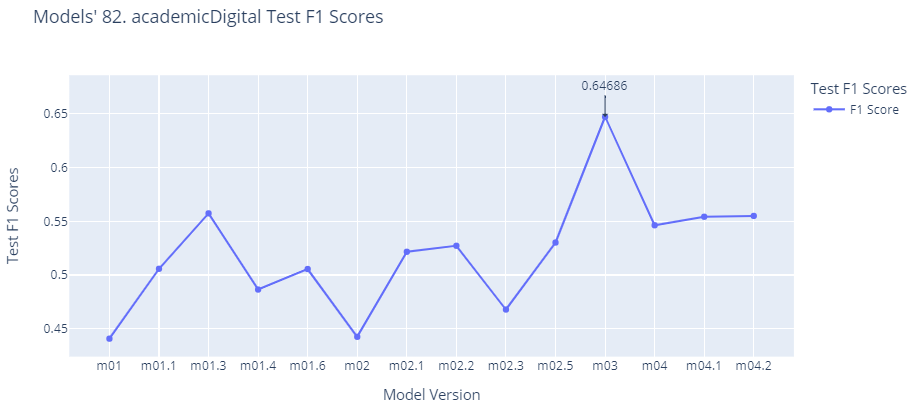 Models' 82. academicDigital Test F1 Scores
0.64686
Test F1 Scores
F1 Score
Test F1 Scores
0.65
0.6
0.55
0.5
0.45
m01 m01.1 m01.3 m01.4 m01.6 m02 m02.1 m02.2 m02.3 m02.5 m03 m04 m04.1 m04.2
Model Version